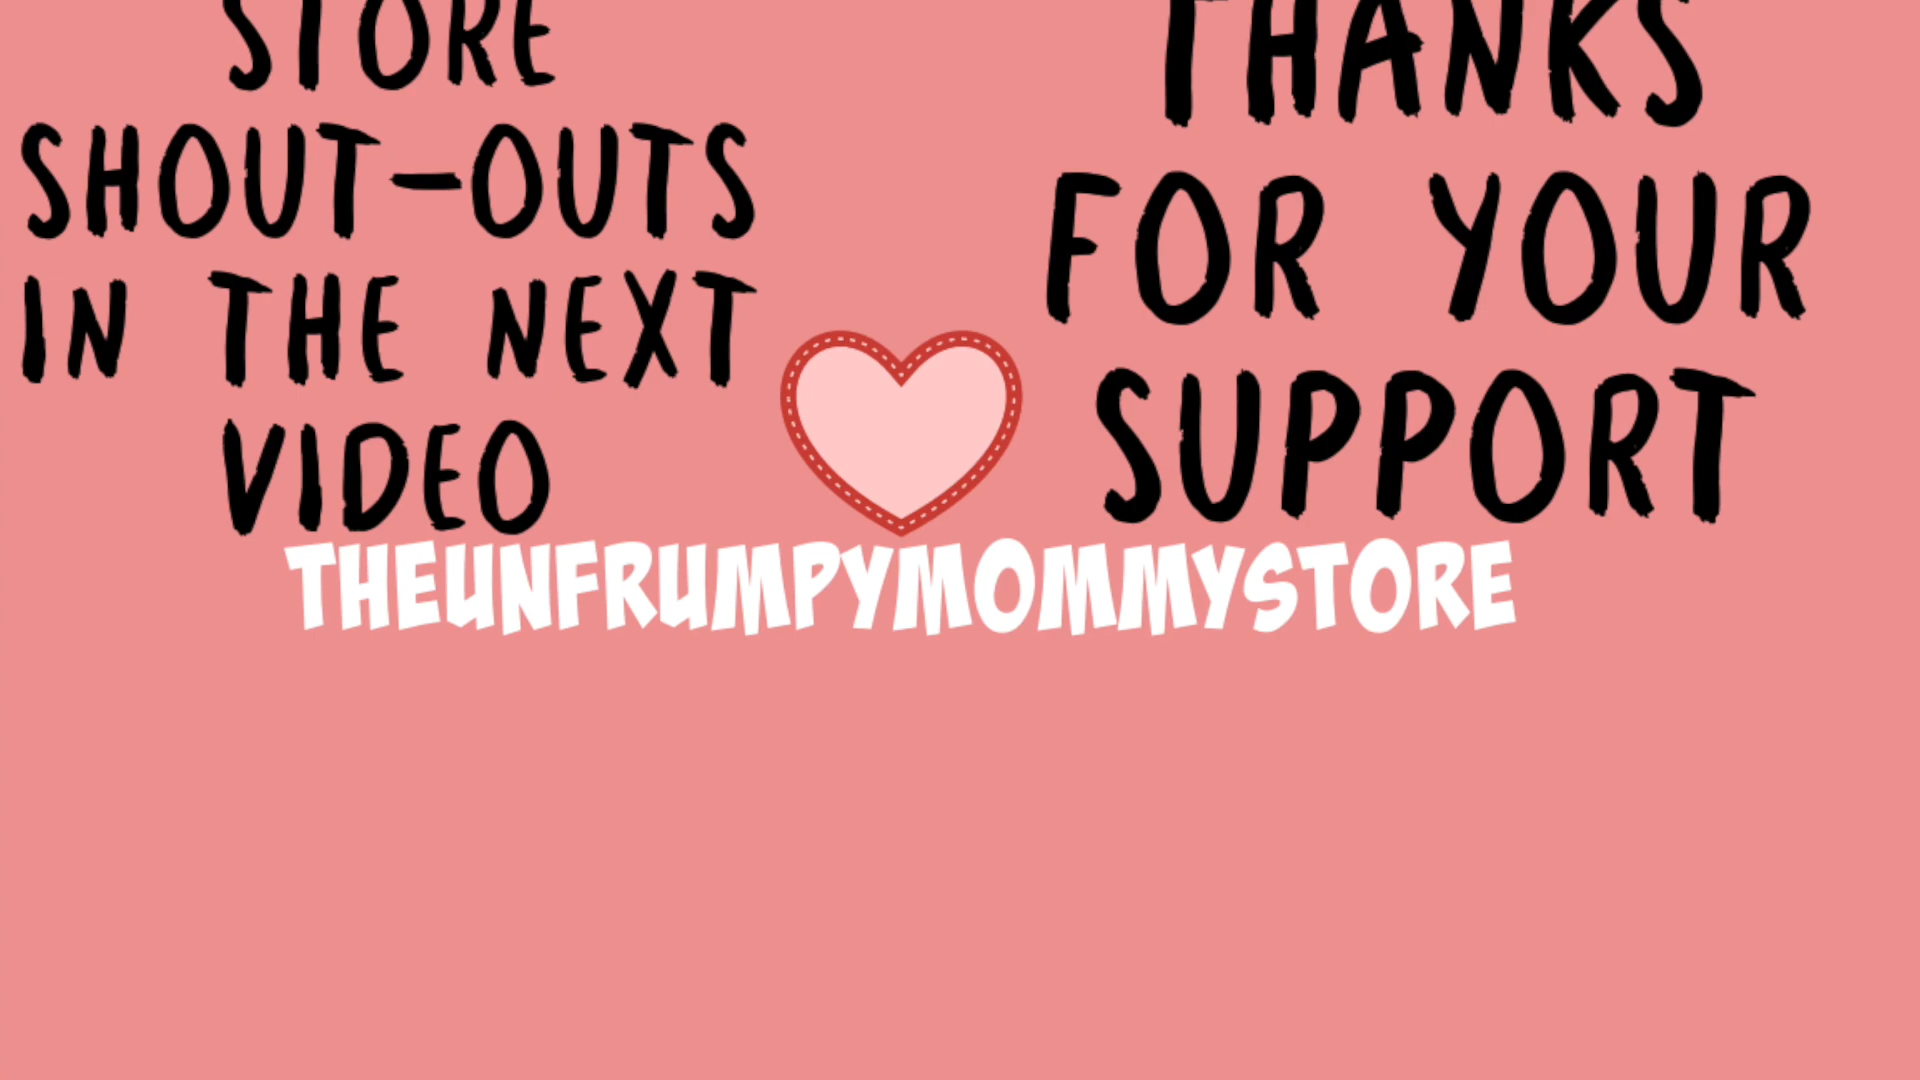 STORE
SHOUT-OUTS
IN THE NEXT
VIDEO
THANKS
FOR YOUR
SUPPORT
THEUNFRUMPYMOMMYSTORE